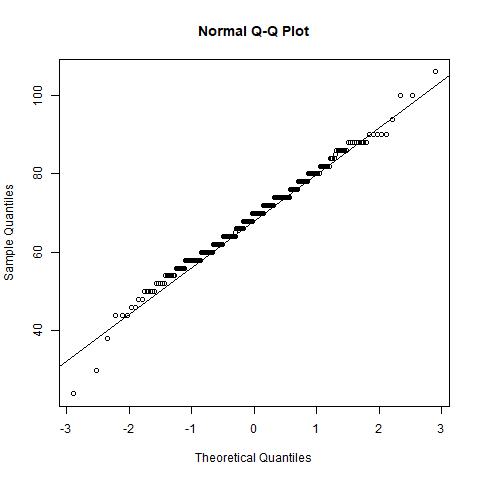 Normal Q-Q Plot
100
80
60
40
Sample Quantiles
-3 -2 -1 0 1 2 3
Theoretical Quantiles